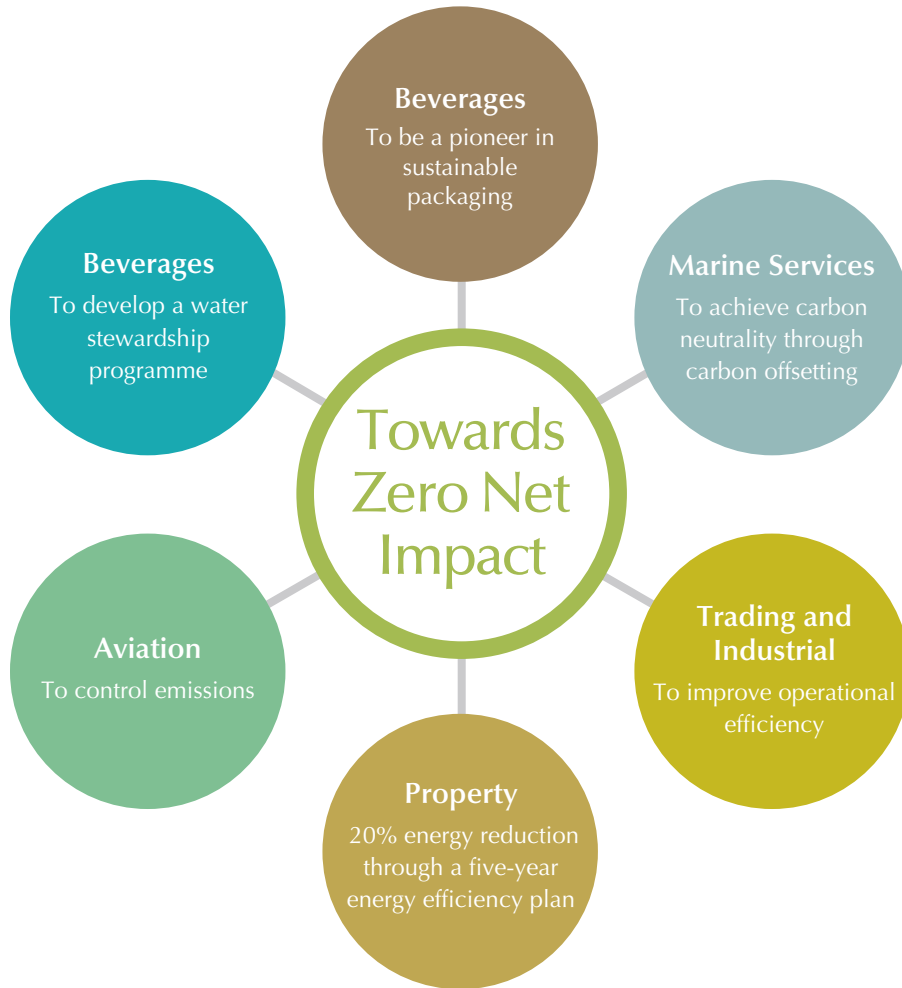 Beverages
To be a pioneer in
sustainable
packaging
Beverages
To develop a water
stewardship
programme
Marine Services
To achieve carbon
neutrality through
carbon offsetting
Towards
Zero Net
Impact
Aviation
To control emissions
Trading and
Industrial
To improve operational
efficiency
Property
20% energy reduction
through a five-year
energy efficiency plan